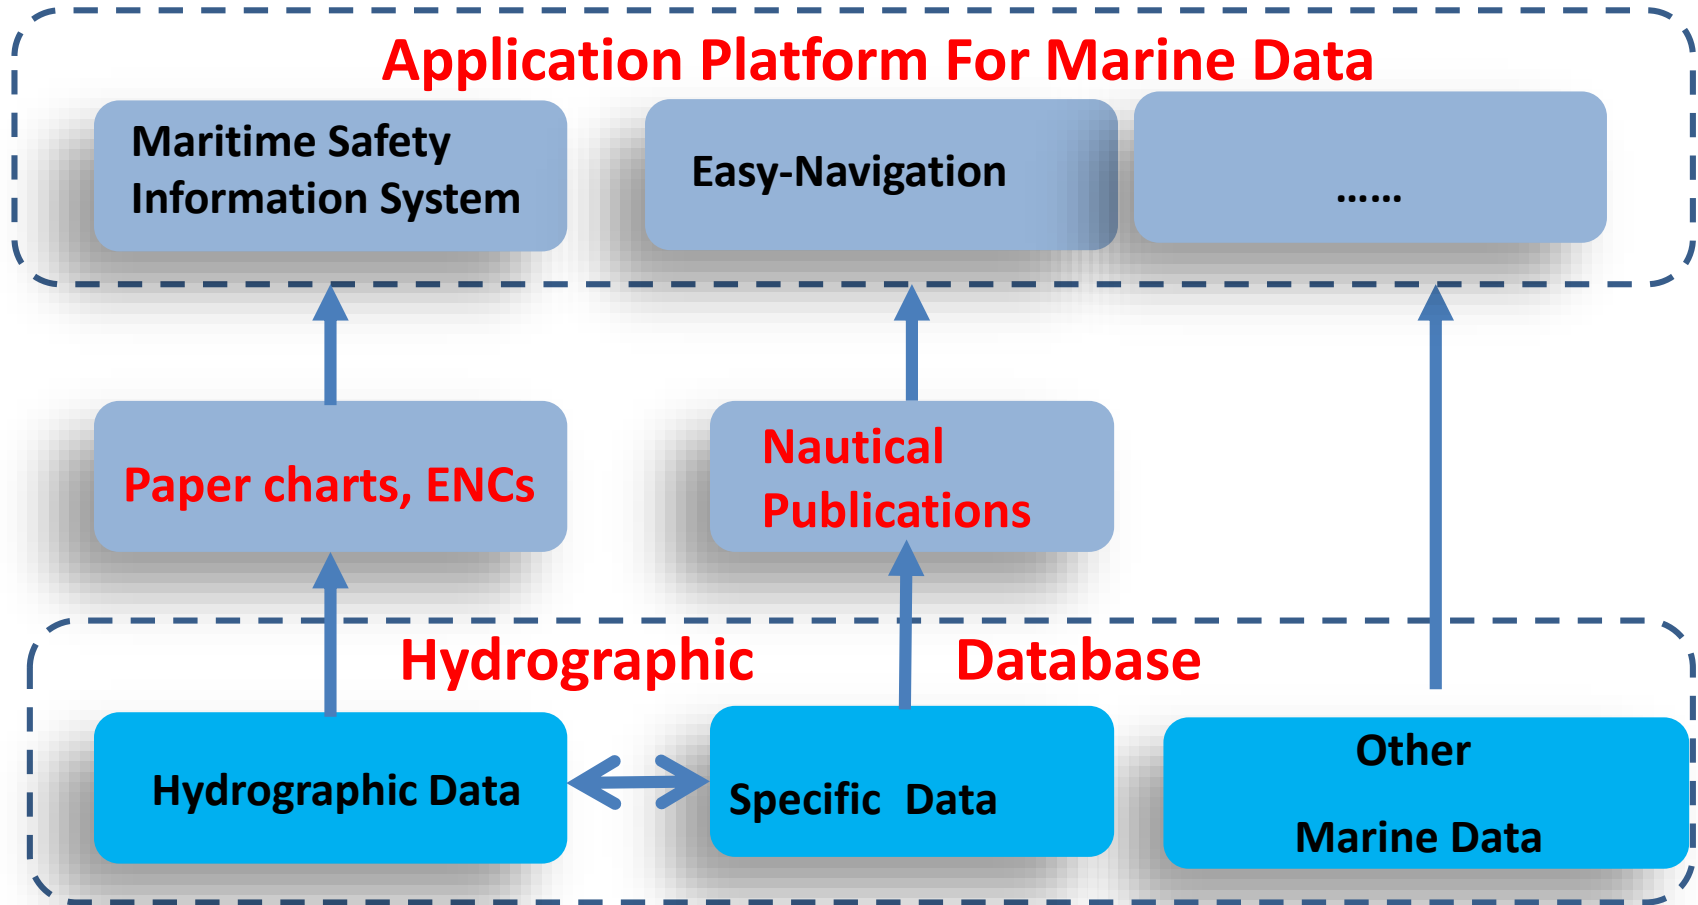 Application Platform For Marine Data
Maritime Safety
Information System
Easy-Navigation
......
Paper charts, ENCs
Nautical
Publications
Hydrographic Database
Hydrographic Data
Specific Data
Other
Marine Data